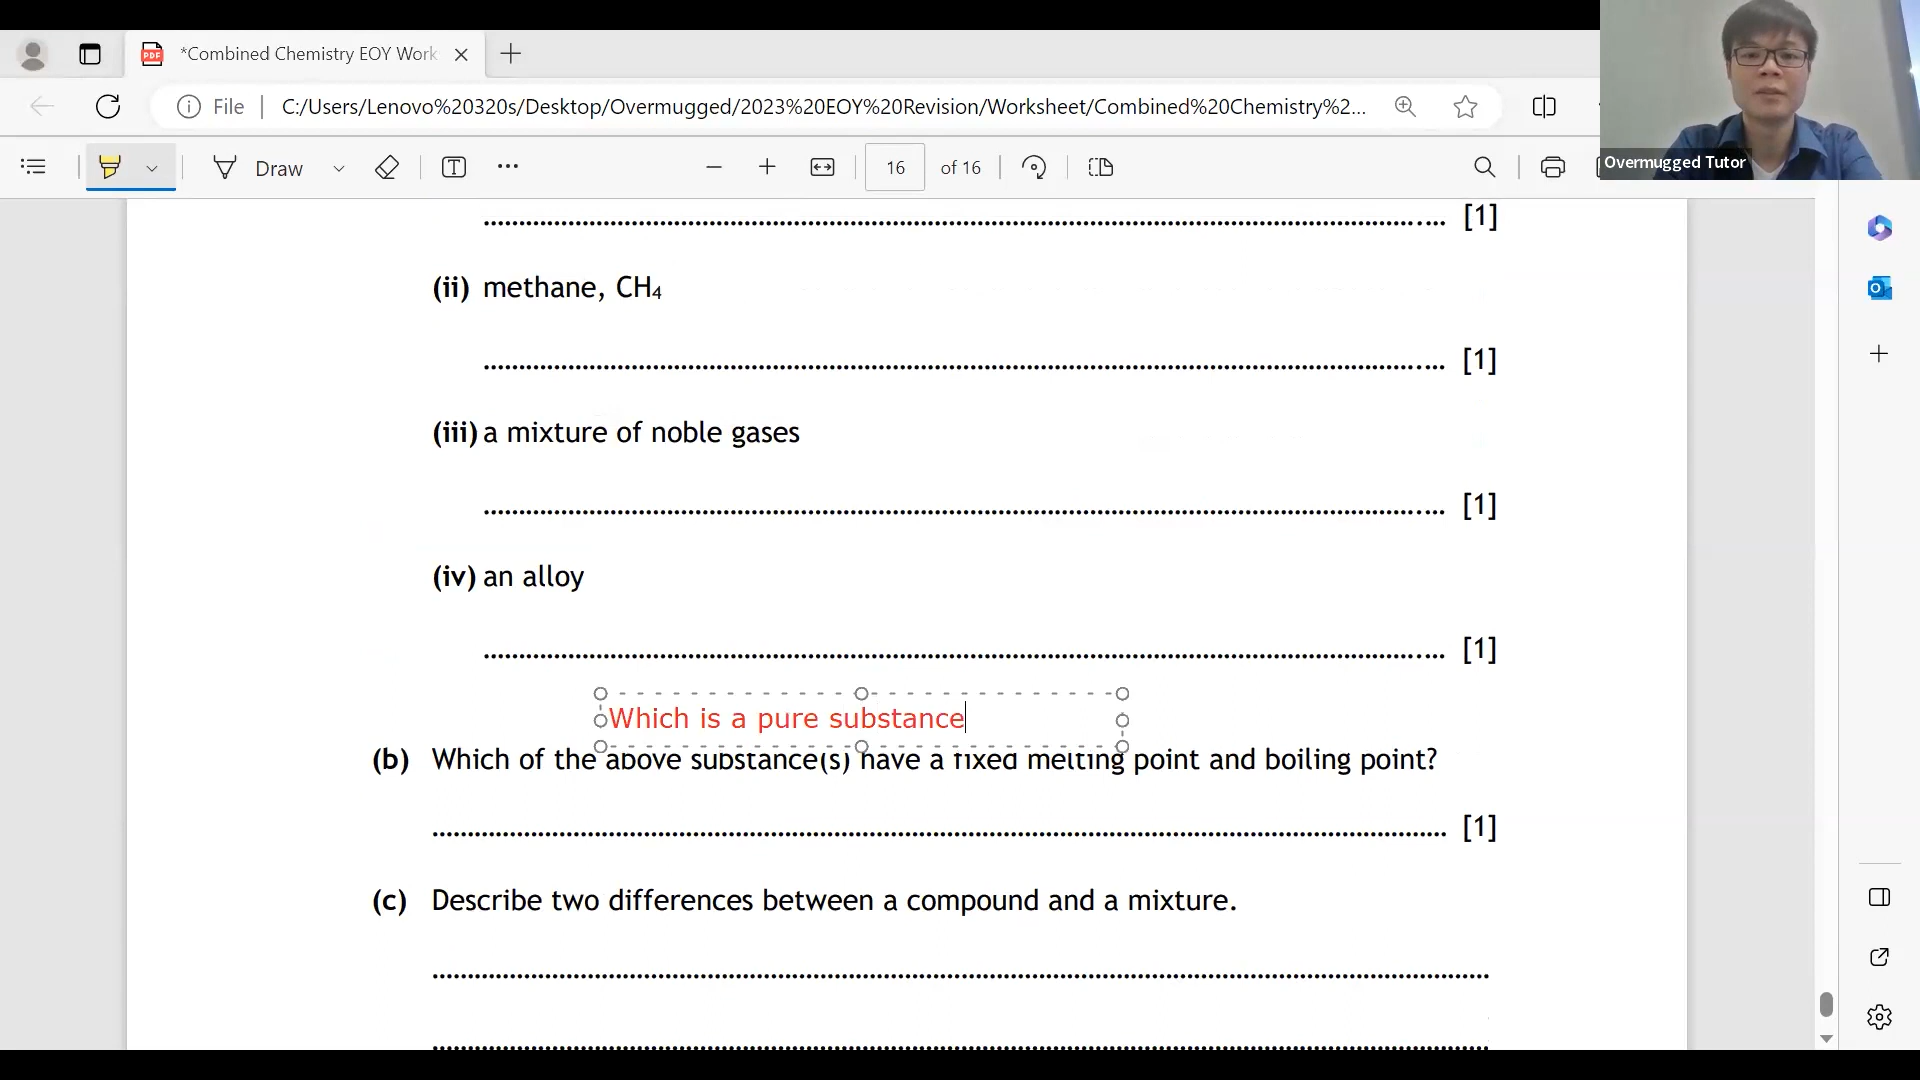 *Combined Chemistry EOY Work
File
C:/Users/Lenovo%20320s/Desktop/Overmugged/2023%20EOY%20Revision/Worksheet/Combined%20Chemistry%2...
Overmugged Tutor
Draw
16 of 16
[1]
(ii) methane, CH₄
[1]
(iii) a mixture of noble gases
[1]
(iv) an alloy
[1]
Which is a pure substance
(b) Which of the above substance(s) have a fixed melting point and boiling point?
[1]
(c) Describe two differences between a compound and a mixture.